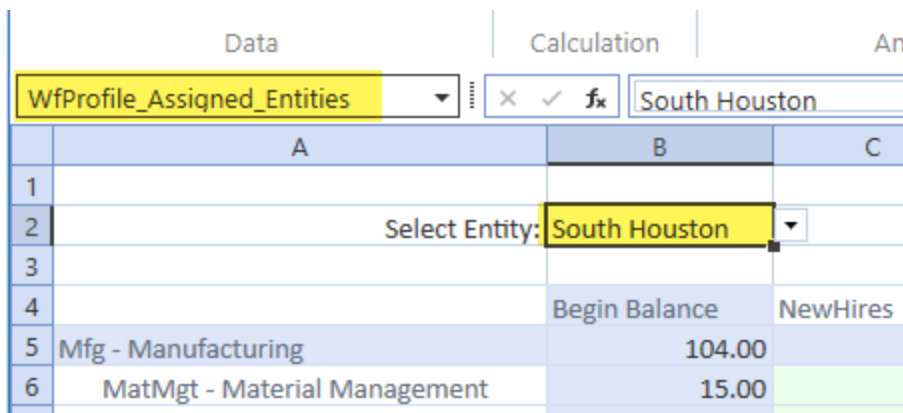 Data Calculation An
WfProfile_Assigned_Entities fx South Houston
A B C
1
2 Select Entity: South Houston
3
4 Begin Balance NewHires
5 Mfg - Manufacturing 104.00
6 MatMgt - Material Management 15.00